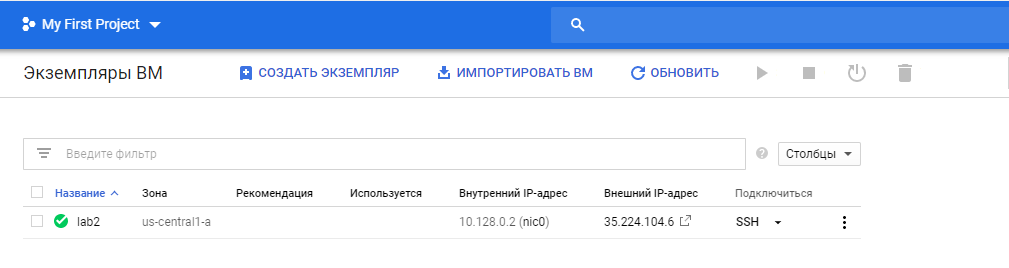 My First Project
Экземпляры ВМ СОЗДАТЬ ЭКЗЕМПЛЯР ИМПОРТИРОВАТЬ ВМ ОБНОВИТЬ
Введите фильтр Столбцы
Название Зона Рекомендация Используется Внутренний IP-адрес Внешний IP-адрес Подключиться
lab2 us-central1-a 10.128.0.2 (nic0) 35.224.104.6 SSH